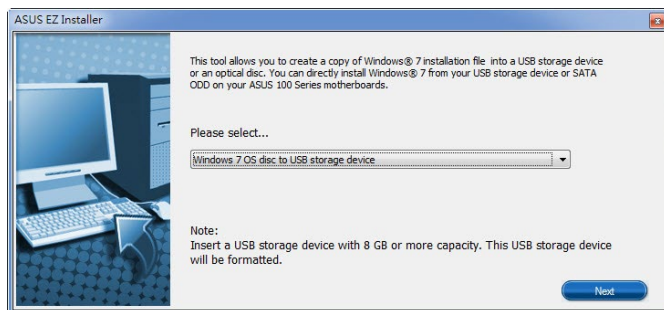 ASUS EZ Installer
This tool allows you to create a copy of Windows® 7 installation file into a USB storage device
or an optical disc. You can directly install Windows® 7 from your USB storage device or SATA
ODD on your ASUS 100 Series motherboards.
Please select...
Windows 7 OS disc to USB storage device
Note:
Insert a USB storage device with 8 GB or more capacity. This USB storage device
will be formatted.
Next